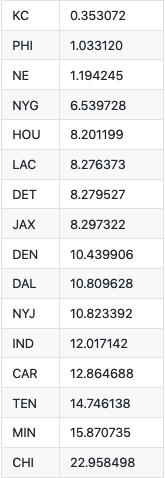 KC 0.353072
PHI 1.033120
NE 1.194245
NYG 6.539728
HOU 8.201199
LAC 8.276373
DET 8.279527
JAX 8.297322
DEN 10.439906
DAL 10.809628
NYJ 10.823392
IND 12.017142
CAR 12.864688
TEN 14.746138
MIN 15.870735
CHI 22.958498